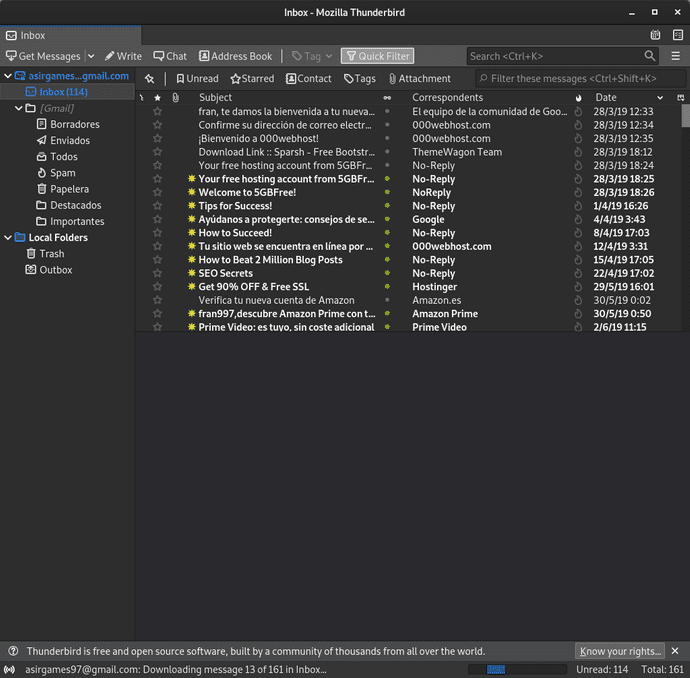 Inbox - Mozilla Thunderbird
Inbox
Get Messages Write Chat Address Book Tag Quick Filter Search <Ctrl+K>
asirgames...gmail.com Unread Starred Contact Tags Attachment Filter these messages <Ctrl+Shift+K>
Inbox (114)
[Gmail]
Borradores
Enviados
Todos
Spam
Papelera
Destacados
Importantes
Local Folders
Trash
Outbox
Subject Correspondents Date
fran, te damos la bienvenida a tu nueva... El equipo de la comunidad de Goo... 28/3/19 12:33
Confirme su dirección de correo electr... 000webhost.com 28/3/19 12:34
¡Bienvenido a 000webhost! 000webhost.com 28/3/19 12:35
Download Link :: Sparsh - Free Bootstr... ThemeWagon Team 28/3/19 18:12
Your free hosting account from 5GBFr... No-Reply 28/3/19 18:24
Your free hosting account from 5GBFr... No-Reply 28/3/19 18:25
Welcome to 5GBFree! NoReply 28/3/19 18:26
Tips for Success! No-Reply 1/4/19 16:26
Ayúdanos a protegerte: consejos de se... Google 4/4/19 3:43
How to Succeed! No-Reply 8/4/19 17:03
Tu sitio web se encuentra en línea por ... 000webhost.com 12/4/19 3:31
How to Beat 2 Million Blog Posts No-Reply 15/4/19 17:05
SEO Secrets No-Reply 22/4/19 17:02
Get 90% OFF & Free SSL Hostinger 29/5/19 16:01
Verifica tu nueva cuenta de Amazon Amazon.es 30/5/19 0:02
fran997,descubre Amazon Prime con t... Amazon Prime 30/5/19 0:50
Prime Video: es tuyo, sin coste adicional Prime Video 2/6/19 11:15
Thunderbird is free and open source software, built by a community of thousands from all over the world. Know your rights...
asirgames97@gmail.com: Downloading message 13 of 161 in Inbox... Unread: 114 Total: 161